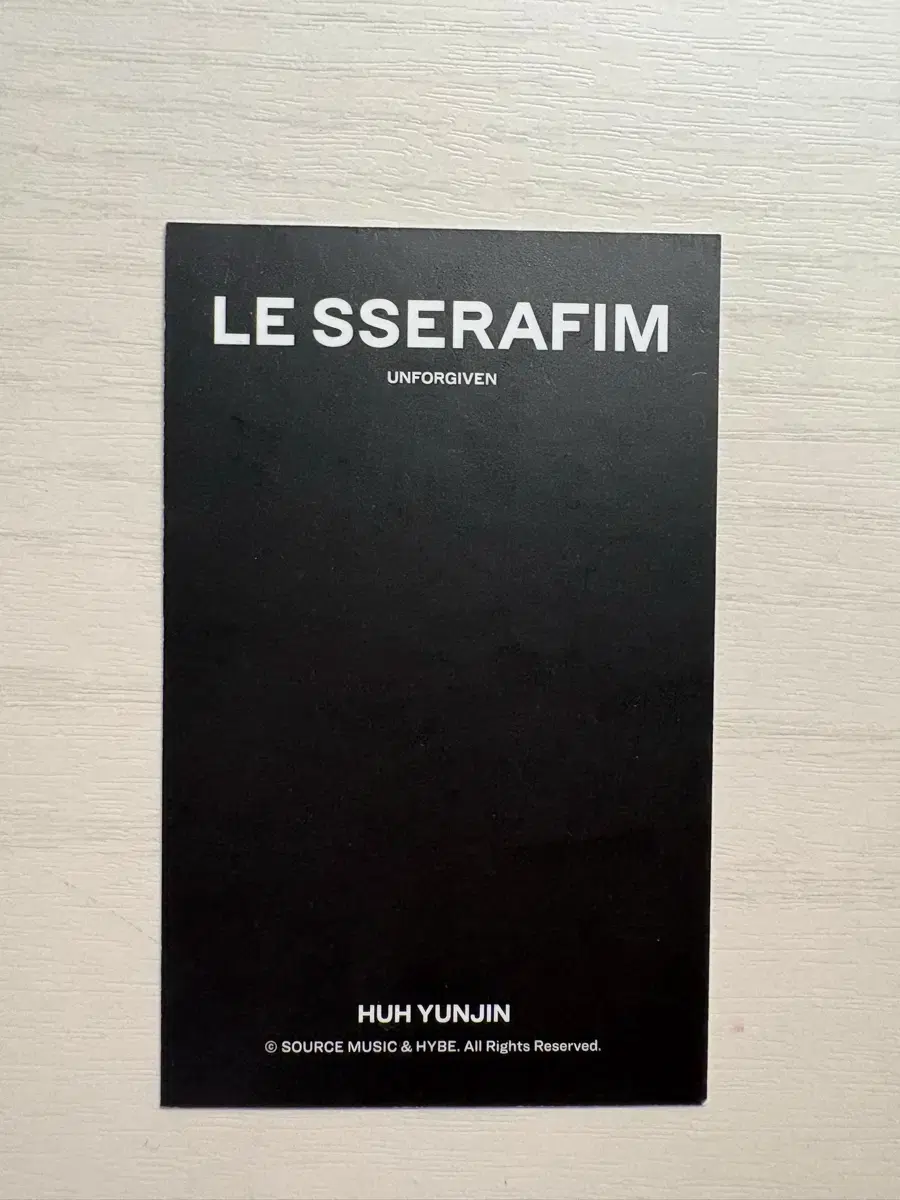 LE SSERAFIM
UNFORGIVEN
HUH YUNJIN
© SOURCE MUSIC & HYBE. All Rights Reserved.